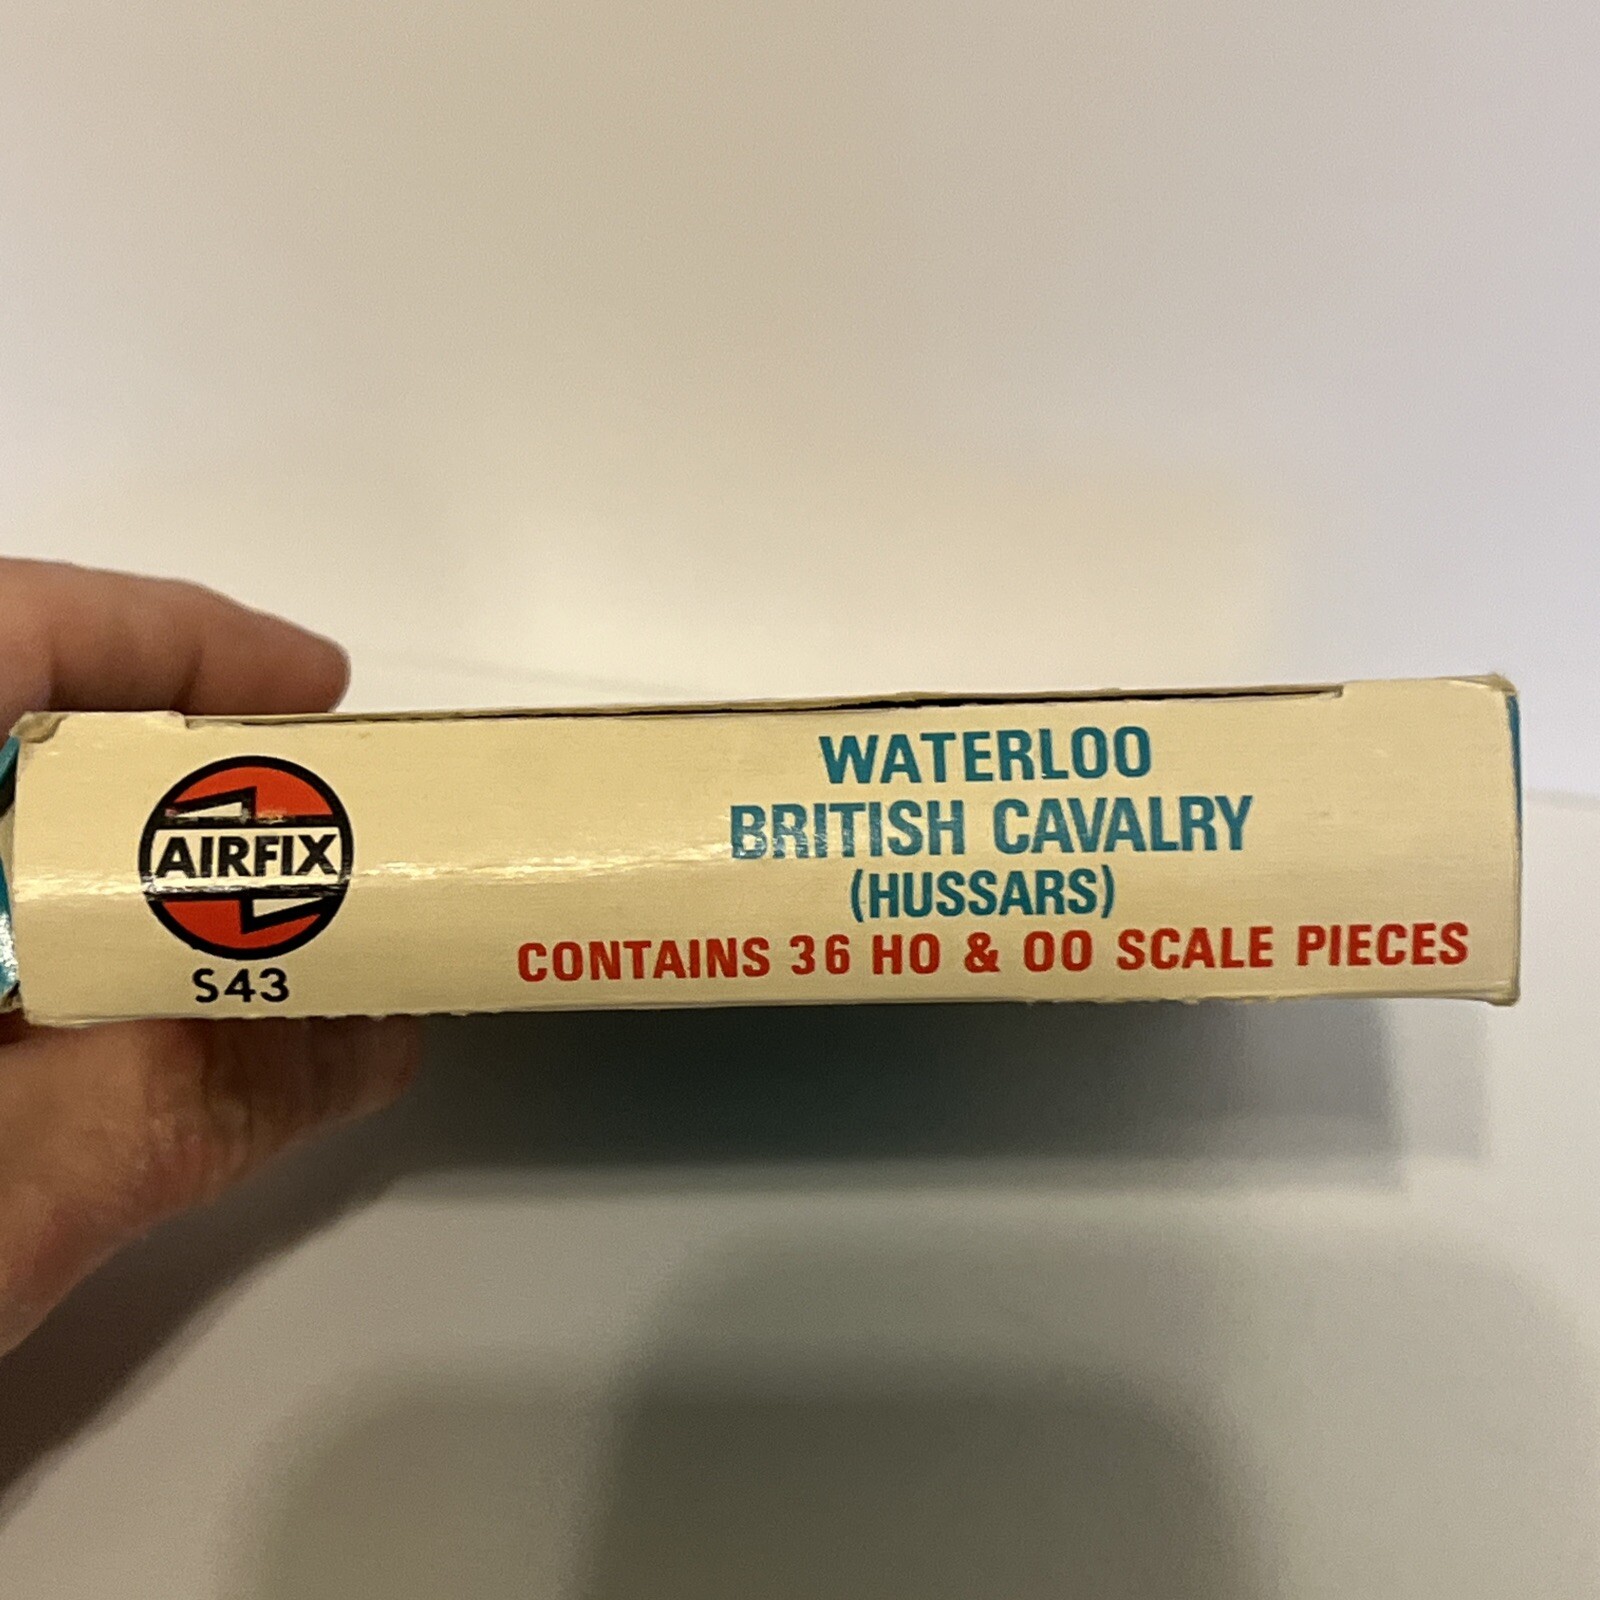 AIRFIX
S43
WATERLOO
BRITISH CAVALRY
(HUSSARS)
CONTAINS 36 HO & OO SCALE PIECES